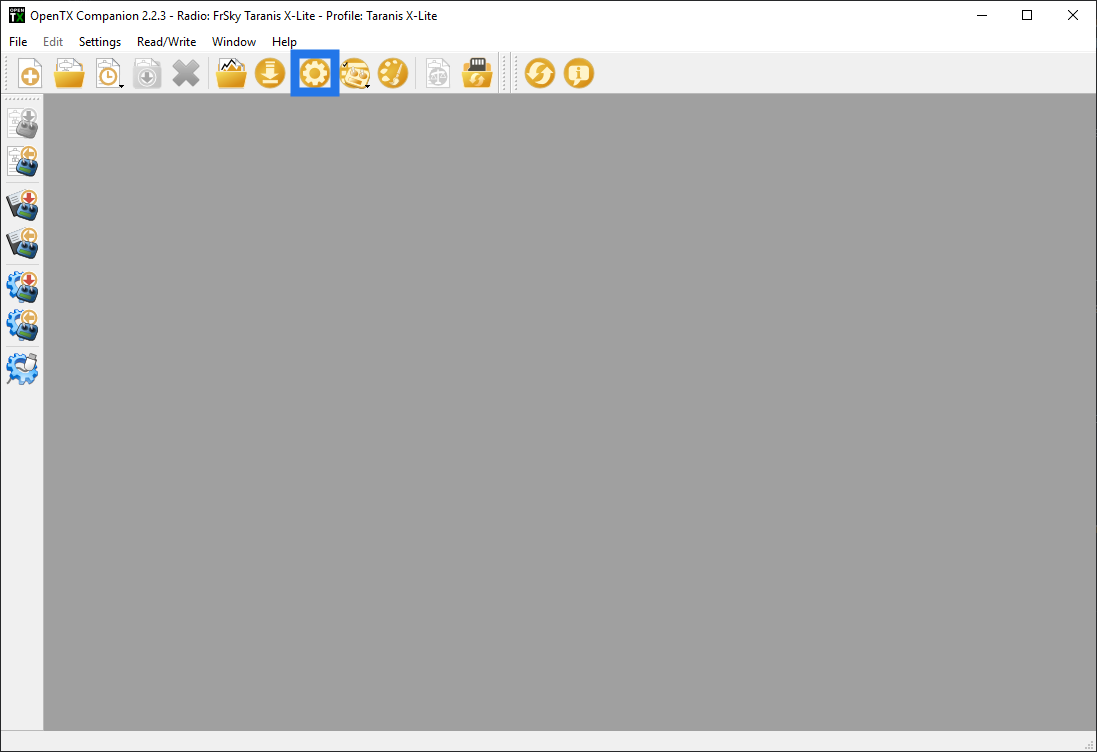 OPEN
TX
OpenTX Companion 2.2.3 - Radio: FrSky Taranis X-Lite - Profile: Taranis X-Lite
File Edit Settings Read/Write Window Help